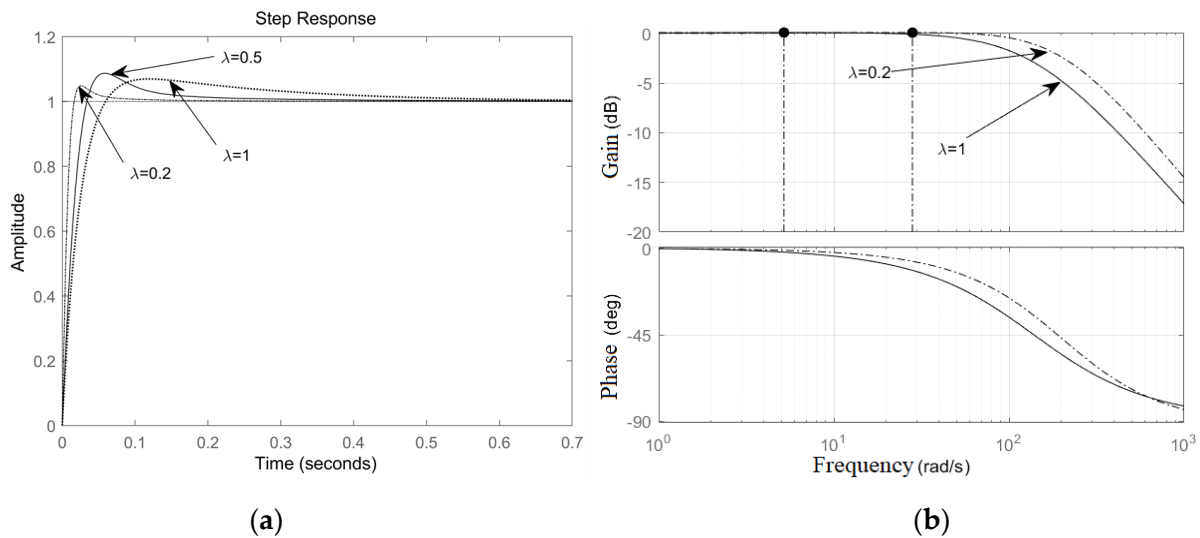 Step Response
1.2
1
0.8
0.6
0.4
0.2
0
Amplitude
λ=0.5
λ=1
λ=0.2
0 0.1 0.2 0.3 0.4 0.5 0.6 0.7
Time (seconds)
(a)
0
-5
-10
-15
-20
Gain (dB)
λ=0.2
λ=1
0
-45
-90
Phase (deg)
10^0 10^1 10^2 10^3
Frequency (rad/s)
(b)